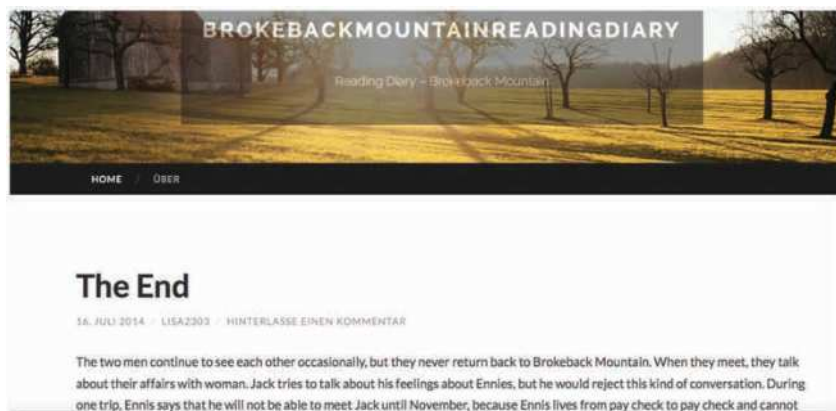 BROKEBACKMOUNTAINREADINGDIARY
Reading Diary – Brokeback Mountain
HOME / ÜBER
The End
16. JULI 2014 / LISA2303 / HINTERLASSE EINEN KOMMENTAR
The two men continue to see each other occasionally, but they never return back to Brokeback Mountain. When they meet, they talk
about their affairs with woman. Jack tries to talk about his feelings about Ennies, but he would reject this kind of conversation. During
one trip, Ennis says that he will not be able to meet Jack until November, because Ennis lives from pay check to pay check and cannot